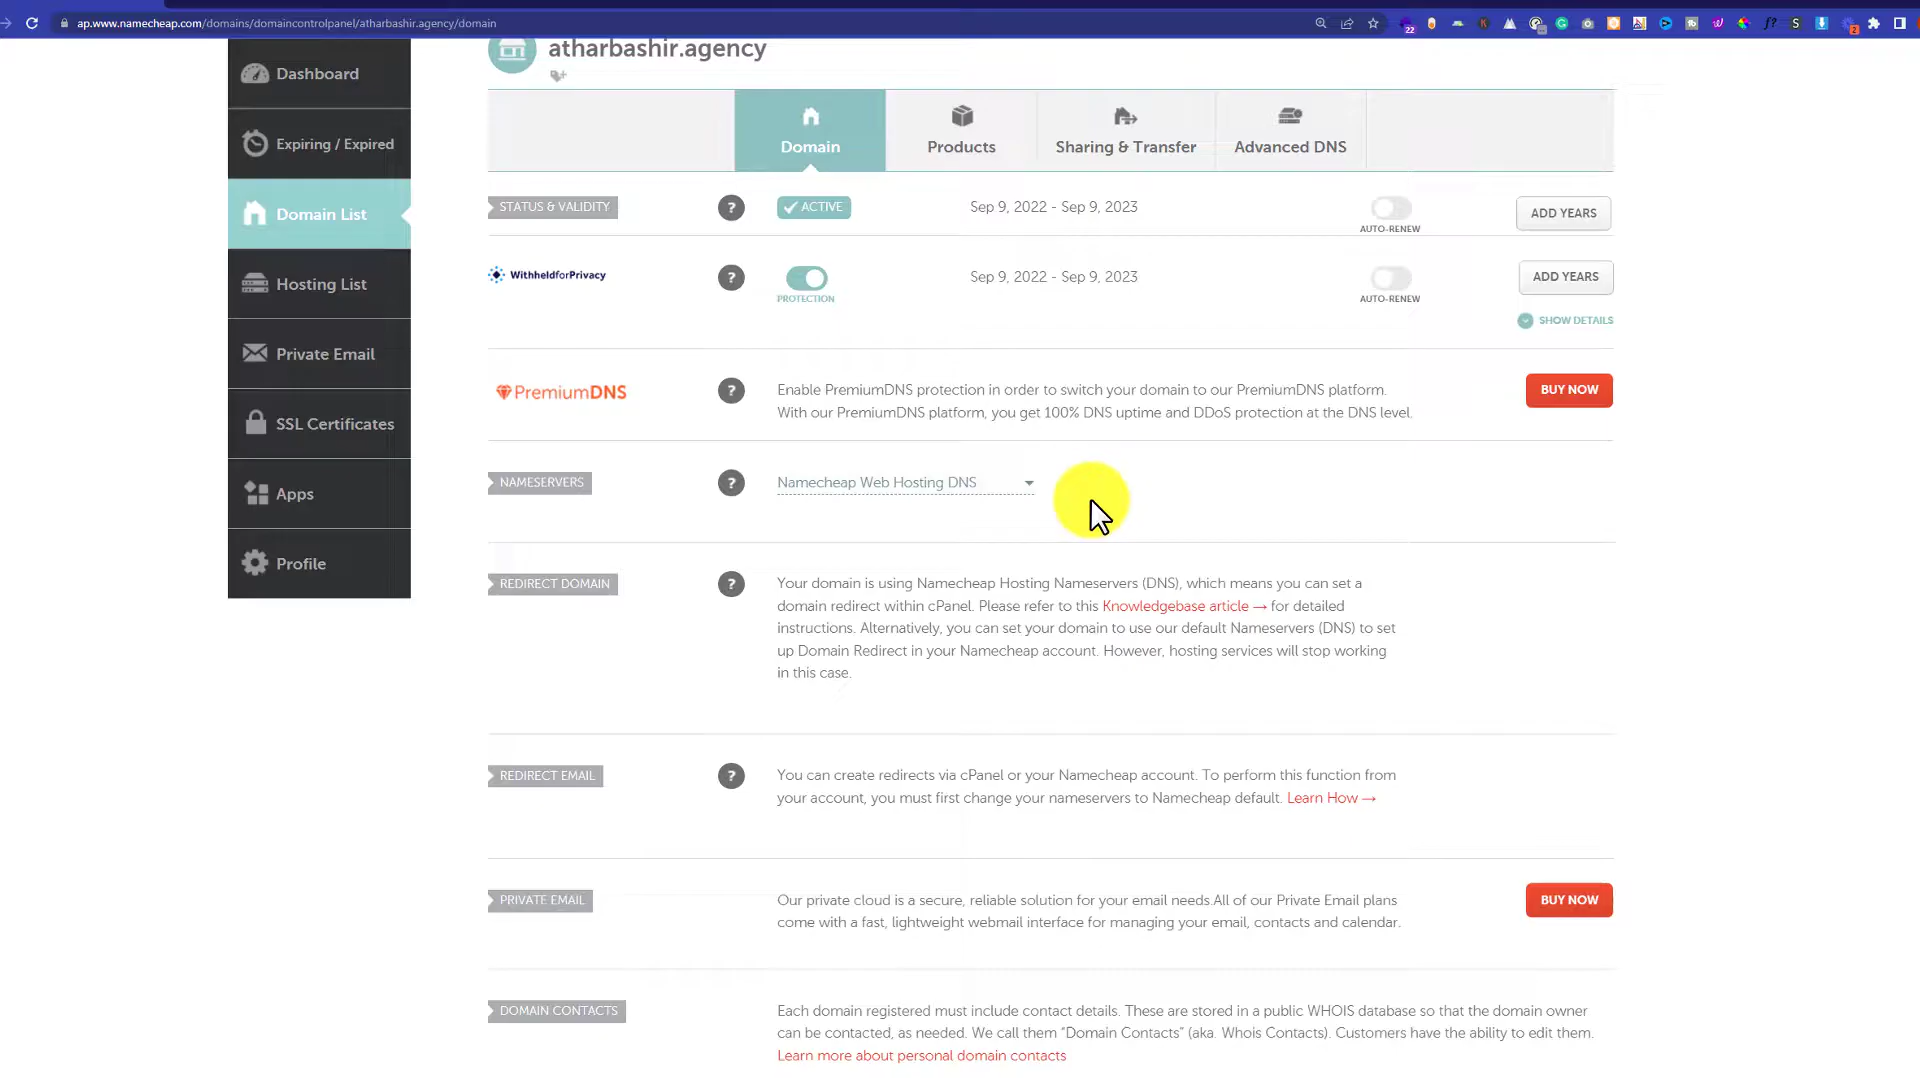 ap.www.namecheap.com/domains/domaincontrolpanel/atharbashir.agency/domain
22
2
atharbashir.agency
Dashboard
Expiring / Expired
Domain List
Hosting List
Private Email
SSL Certificates
Apps
Profile
Domain
Products
Sharing & Transfer
Advanced DNS
STATUS & VALIDITY
?
ACTIVE
Sep 9, 2022 - Sep 9, 2023
AUTO-RENEW
ADD YEARS
WithheldforPrivacy
?
PROTECTION
Sep 9, 2022 - Sep 9, 2023
AUTO-RENEW
ADD YEARS
SHOW DETAILS
PremiumDNS
?
Enable PremiumDNS protection in order to switch your domain to our PremiumDNS platform.
With our PremiumDNS platform, you get 100% DNS uptime and DDoS protection at the DNS level.
BUY NOW
NAMESERVERS
?
Namecheap Web Hosting DNS
REDIRECT DOMAIN
?
Your domain is using Namecheap Hosting Nameservers (DNS), which means you can set a
domain redirect within cPanel. Please refer to this Knowledgebase article → for detailed
instructions. Alternatively, you can set your domain to use our default Nameservers (DNS) to set
up Domain Redirect in your Namecheap account. However, hosting services will stop working
in this case.
REDIRECT EMAIL
?
You can create redirects via cPanel or your Namecheap account. To perform this function from
your account, you must first change your nameservers to Namecheap default. Learn How →
PRIVATE EMAIL
Our private cloud is a secure, reliable solution for your email needs.All of our Private Email plans
come with a fast, lightweight webmail interface for managing your email, contacts and calendar.
BUY NOW
DOMAIN CONTACTS
Each domain registered must include contact details. These are stored in a public WHOIS database so that the domain owner
can be contacted, as needed. We call them “Domain Contacts” (aka. Whois Contacts). Customers have the ability to edit them.
Learn more about personal domain contacts